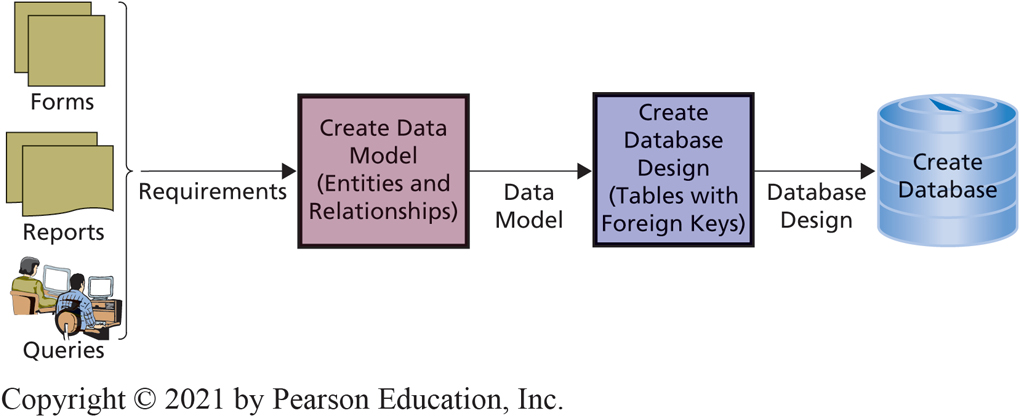 Forms
Reports
Queries
Requirements
Create Data
Model
(Entities and
Relationships)
Data
Model
Create
Database
Design
(Tables with
Foreign Keys)
Database
Design
Create
Database
Copyright © 2021 by Pearson Education, Inc.